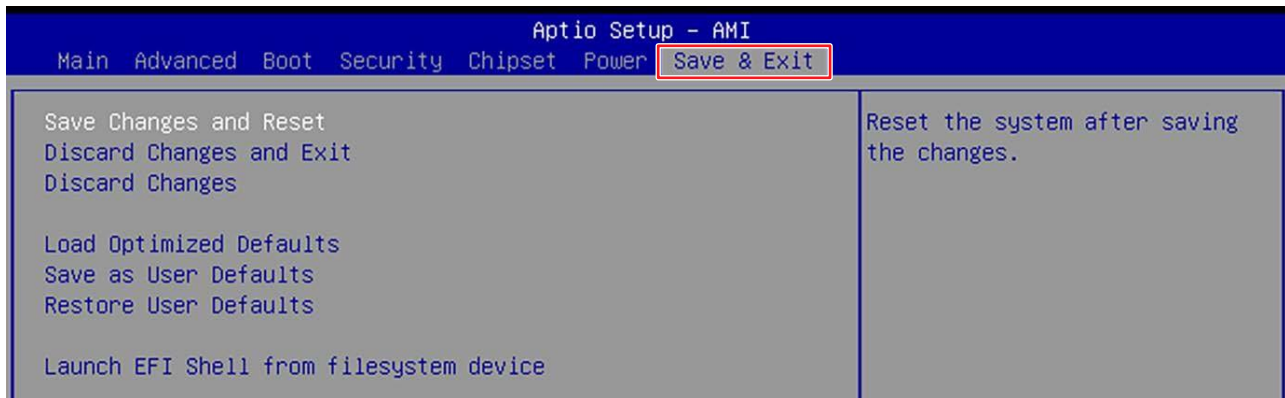 Aptio Setup – AMI
Main Advanced Boot Security Chipset Power Save & Exit
Save Changes and Reset
Discard Changes and Exit
Discard Changes
Load Optimized Defaults
Save as User Defaults
Restore User Defaults
Launch EFI Shell from filesystem device
Reset the system after saving
the changes.